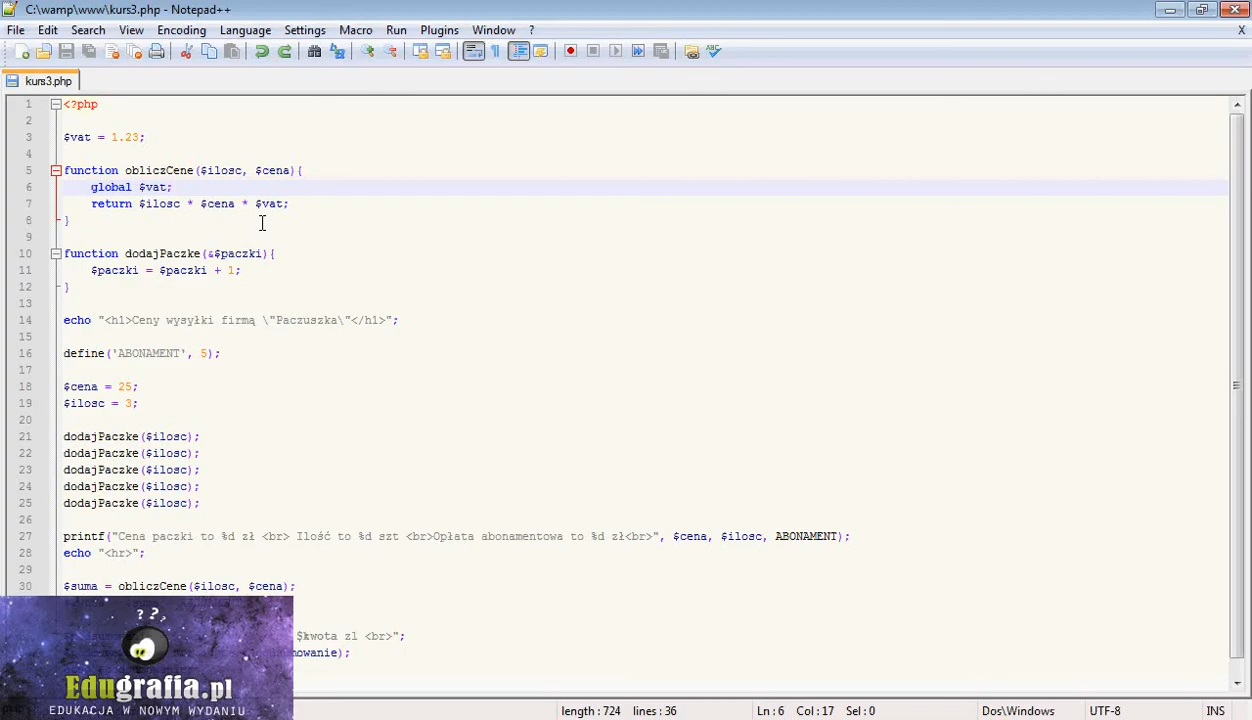 C:\wamp\www\kurs3.php - Notepad++
File Edit Search View Encoding Language Settings Macro Run Plugins Window ? X
kurs3.php
1 <?php
2
3 $vat = 1.23;
4
5 function obliczCene($ilosc, $cena){
6 global $vat;
7 return $ilosc * $cena * $vat;
8 }
9
10 function dodajPaczke(&$paczki){
11 $paczki = $paczki + 1;
12 }
13
14 echo "<h1>Ceny wysyłki firmą \"Paczuszka\"</h1>";
15
16 define('ABONAMENT', 5);
17
18 $cena = 25;
19 $ilosc = 3;
20
21 dodajPaczke($ilosc);
22 dodajPaczke($ilosc);
23 dodajPaczke($ilosc);
24 dodajPaczke($ilosc);
25 dodajPaczke($ilosc);
26
27 printf("Cena paczki to %d zł <br> Ilość to %d szt <br>Opłata abonamentowa to %d zł<br>", $cena, $ilosc, ABONAMENT);
28 echo "<hr>";
29
30 $suma = obliczCene($ilosc, $cena);
$kwota zl <br>";
mowanie);
? ? ?
Edugrafia.pl
EDUKACJA W NOWYM WYDANIU
length : 724 lines : 36 Ln : 6 Col : 17 Sel : 0 Dos\Windows UTF-8 INS